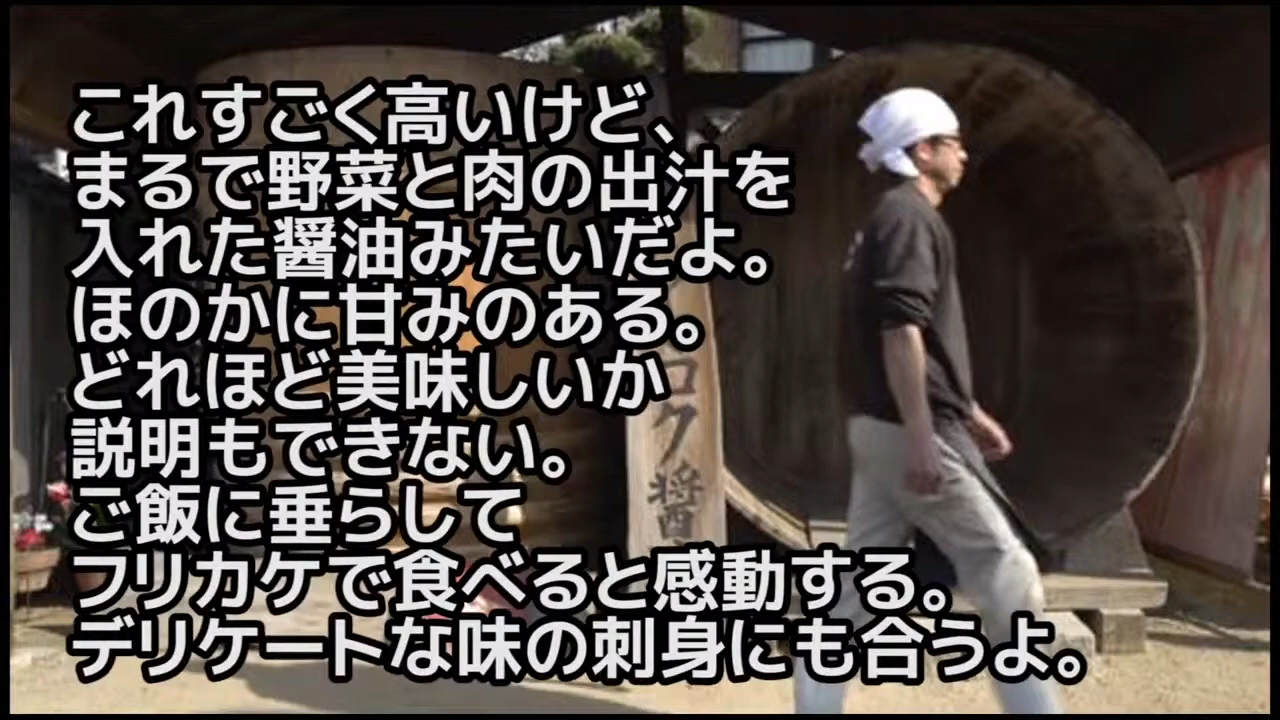 これすごく高いけど、
まるで野菜と肉の出汁を
入れた醤油みたいだよ。
ほのかに甘みのある。
どれほど美味しいか
説明もできない。
ご飯に垂らして
フリカケで食べると感動する。
デリケートな味の刺身にも合うよ。
ロク醤